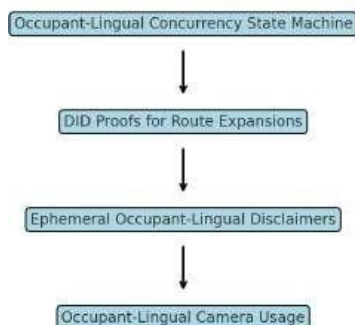 Occupant-Lingual Concurrency State Machine
DID Proofs for Route Expansions
Ephemeral Occupant-Lingual Disclaimers
Occupant-Lingual Camera Usage